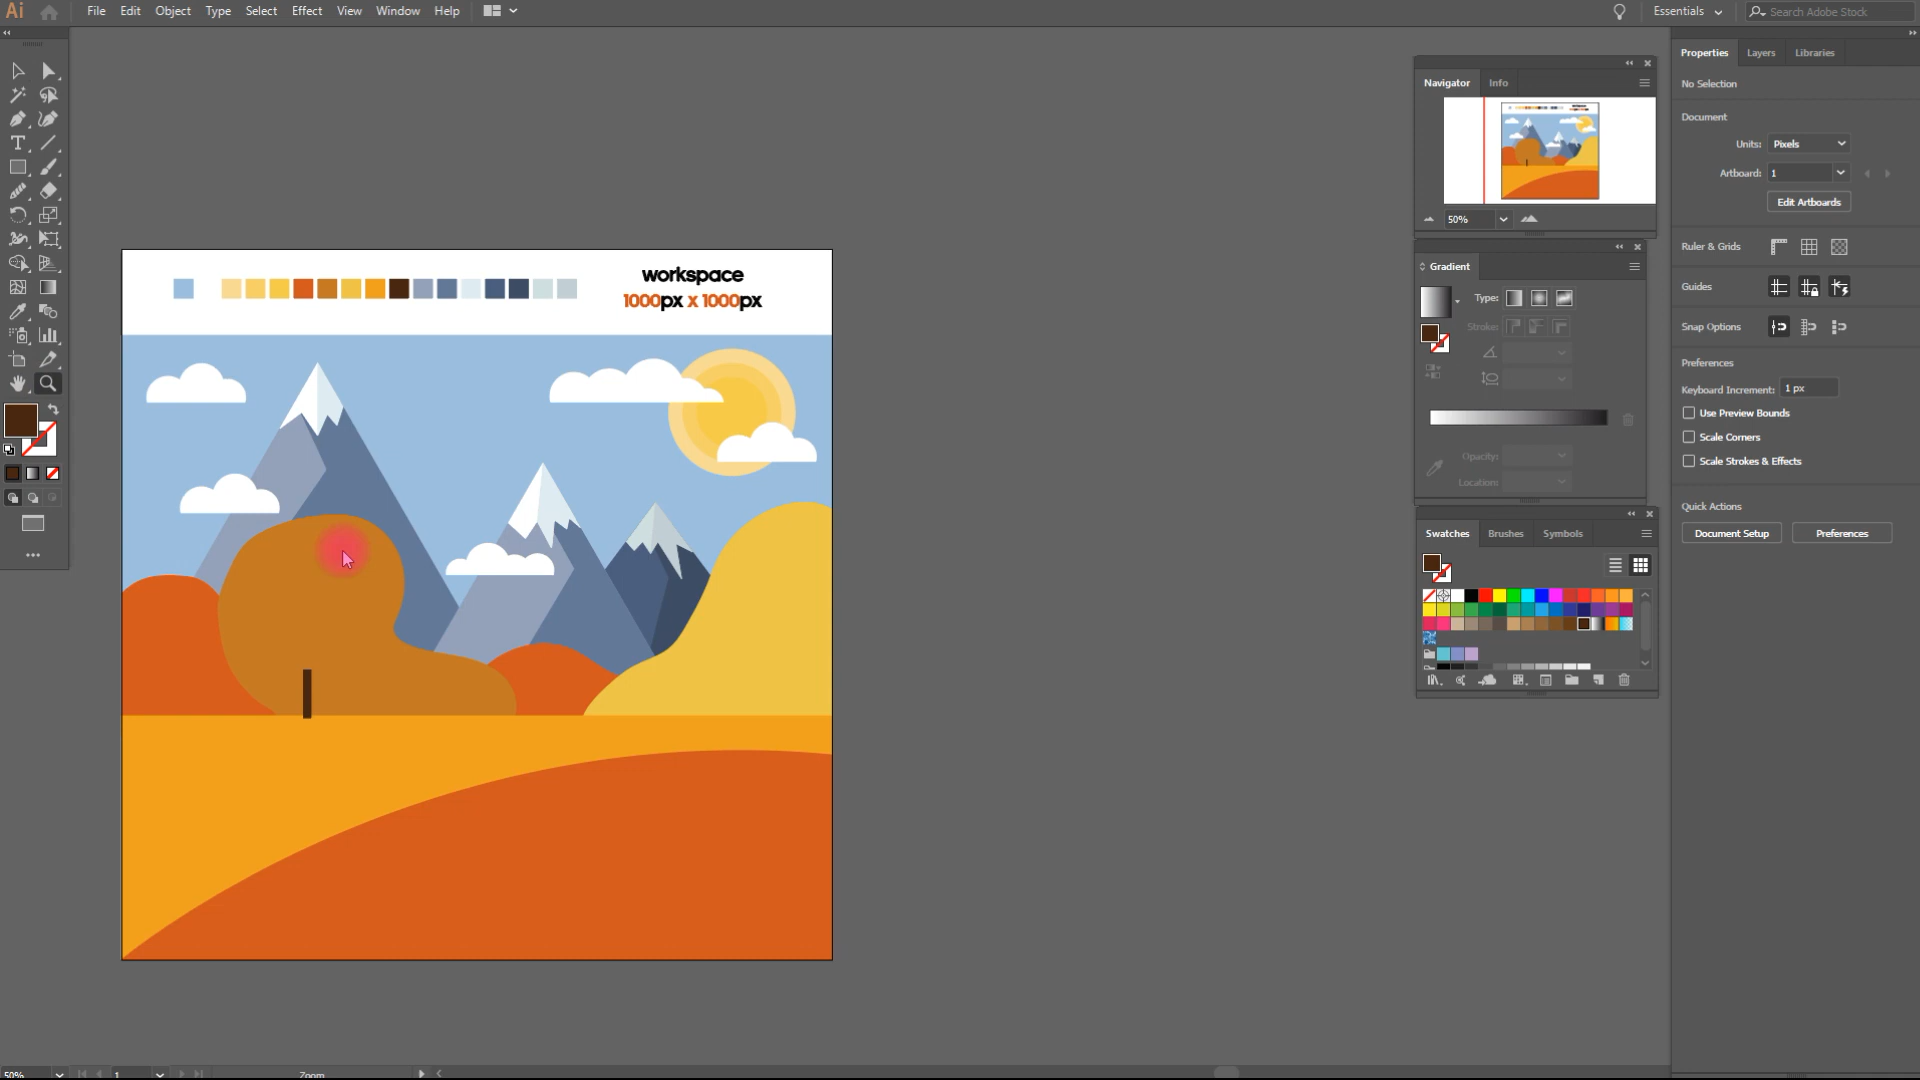 Ai File Edit Object Type Select Effect View Window Help Essentials Search Adobe Stock
Navigator Info
50%
Gradient
Type:
Stroke:
Opacity:
Location:
Swatches Brushes Symbols
Properties Layers Libraries
No Selection
Document
Units: Pixels
Artboard: 1
Edit Artboards
Ruler & Grids
Guides
Snap Options
Preferences
Keyboard Increment: 1 px
Use Preview Bounds
Scale Corners
Scale Strokes & Effects
Quick Actions
Document Setup Preferences
workspace
1000px x 1000px
50% 1 Zoom